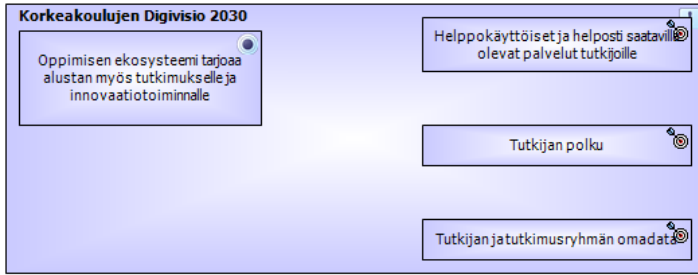 Korkeakoulujen Digivisio 2030
Oppimisen ekosysteemi tarjoaa
alustan myös tutkimukselle ja
innovaatiotoiminnalle
Helppokäyttöiset ja helposti saatavilla
olevat palvelut tutkijoille
Tutkijan polku
Tutkijan ja tutkimusryhmän omadata